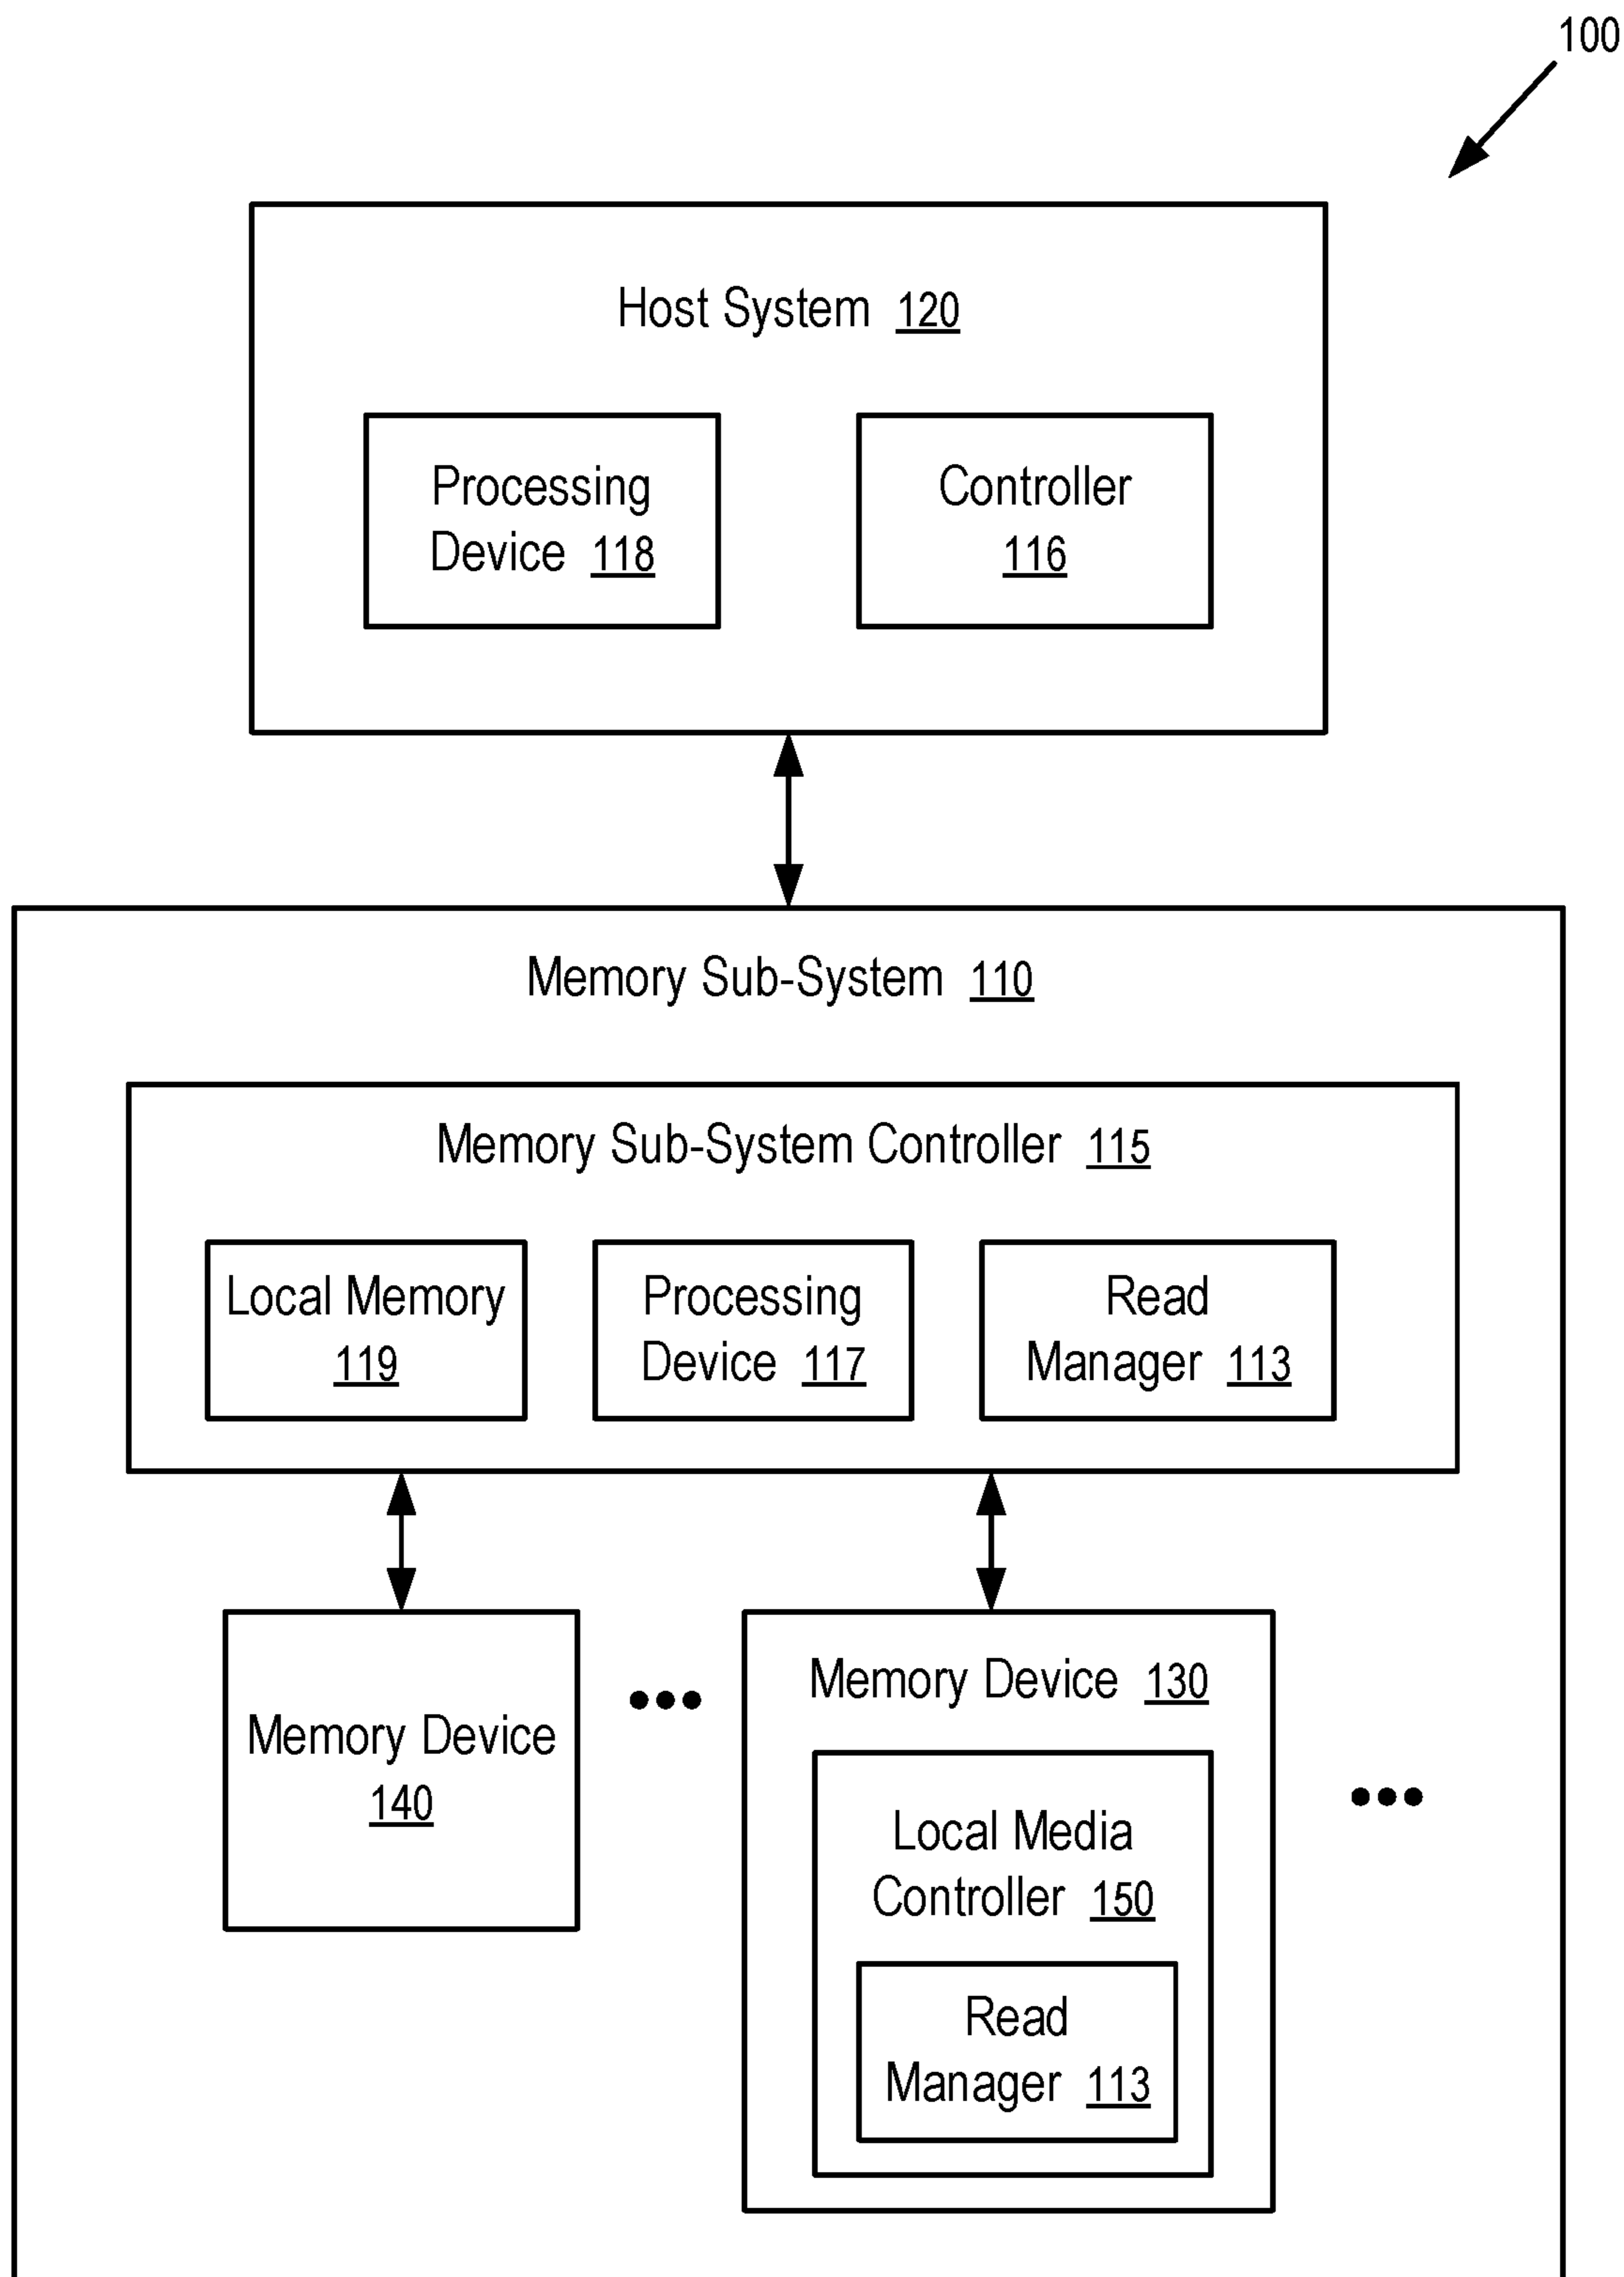 100
Host System 120
Processing
Device 118
Controller
116
Memory Sub-System 110
Memory Sub-System Controller 115
Local Memory
119
Processing
Device 117
Read
Manager 113
Memory Device
140
Memory Device 130
Local Media
Controller 150
Read
Manager 113